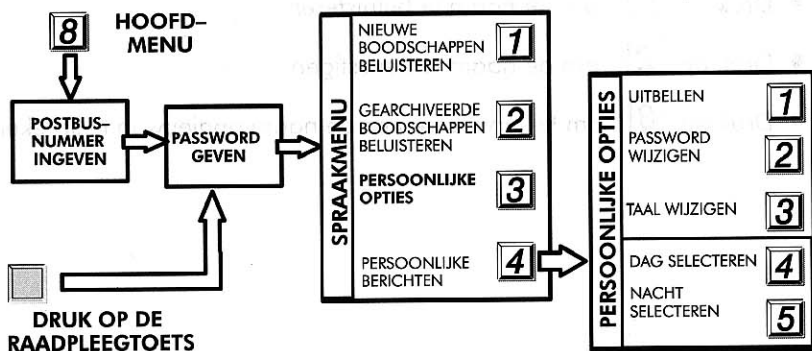 8 HOOFD-
MENU
POSTBUS-
NUMMER
INGEVEN
PASSWORD
GEVEN
DRUK OP DE
RAADPLEEGTOETS
SPRAAKMENU
NIEUWE
BOODSCHAPPEN
BELUISTEREN
1
GEARCHIVEERDE
BOODSCHAPPEN
BELUISTEREN
2
PERSOONLIJKE
OPTIES
3
PERSOONLIJKE
BERICHTEN
4
PERSOONLIJKE OPTIES
UITBELLEN
1
PASSWORD
WIJZIGEN
2
TAAL WIJZIGEN
3
DAG SELECTEREN
4
NACHT
SELECTEREN
5